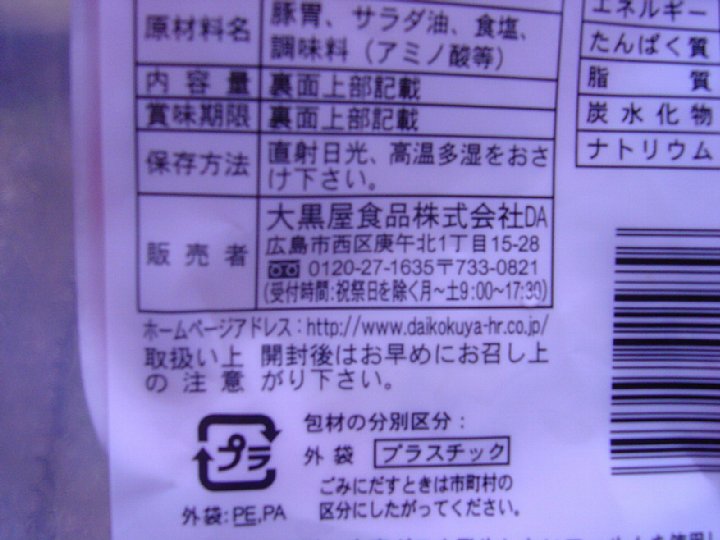 原材料名
豚胃、サラダ油、食塩、
調味料(アミノ酸等)
内容量
裏面上部記載
賞味期限
裏面上部記載
保存方法
直射日光、高温多湿をおさ
け下さい。
販売者
大黒屋食品株式会社DA
広島市西区庚午北1丁目15-28
0120-27-1635〒733-0821
(受付時間:祝祭日を除く月〜土9:00〜17:30)
エネルギー
たんぱく質
脂質
炭水化物
ナトリウム
ホームページアドレス:http://www.daikokuya-hr.co.jp/
取扱い上
の注意
開封後はお早めにお召し上
がり下さい。
プラ
外袋:PE,PA
包材の分別区分:
外袋 プラスチック
ごみにだすときは市町村の
区分にしたがってください。